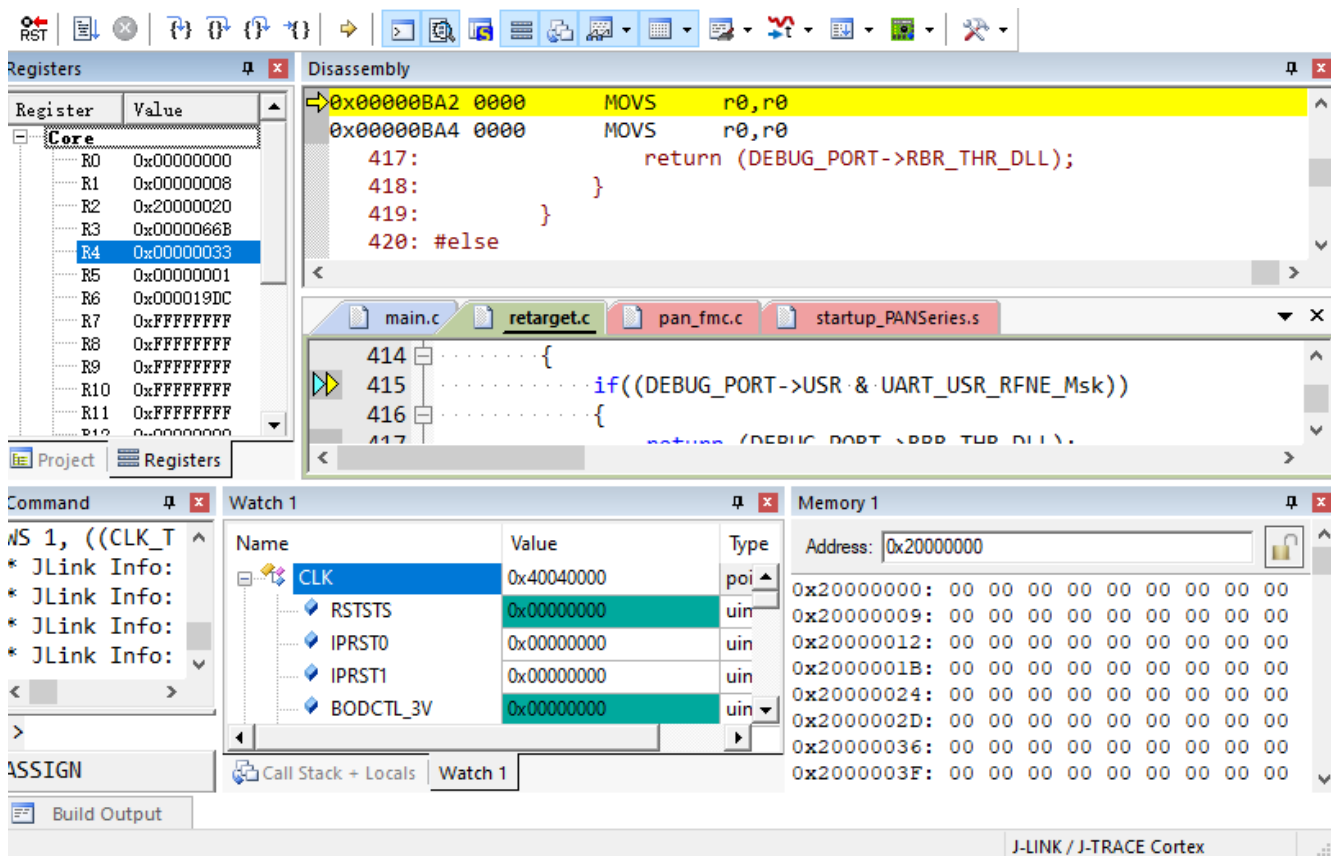 RST
Registers
Disassembly
Register Value
Core
R0 0x00000000
R1 0x00000008
R2 0x20000020
R3 0x0000066B
R4 0x00000033
R5 0x00000001
R6 0x000019DC
R7 0xFFFFFFFF
R8 0xFFFFFFFF
R9 0xFFFFFFFF
R10 0xFFFFFFFF
R11 0xFFFFFFFF
R12 0x00000000
Project Registers
0x00000BA2 0000 MOVS r0,r0
0x00000BA4 0000 MOVS r0,r0
417: return (DEBUG_PORT->RBR_THR_DLL);
418: }
419: }
420: #else
main.c retarget.c pan_fmc.c startup_PANSeries.s
414 {
415 if((DEBUG_PORT->USR & UART_USR_RFNE_Msk))
416 {
417 return (DEBUG_PORT->RBR_THR_DLL);
Command
WS 1, ((CLK_T
* JLink Info:
* JLink Info:
* JLink Info:
* JLink Info:
>
ASSIGN
Watch 1
Name Value Type
CLK 0x40040000 poi
RSTSTS 0x00000000 uin
IPRST0 0x00000000 uin
IPRST1 0x00000000 uin
BODCTL_3V 0x00000000 uin
Call Stack + Locals Watch 1
Memory 1
Address: 0x20000000
0x20000000: 00 00 00 00 00 00 00 00 00
0x20000009: 00 00 00 00 00 00 00 00 00
0x20000012: 00 00 00 00 00 00 00 00 00
0x2000001B: 00 00 00 00 00 00 00 00 00
0x20000024: 00 00 00 00 00 00 00 00 00
0x2000002D: 00 00 00 00 00 00 00 00 00
0x20000036: 00 00 00 00 00 00 00 00 00
0x2000003F: 00 00 00 00 00 00 00 00 00
Build Output
J-LINK / J-TRACE Cortex